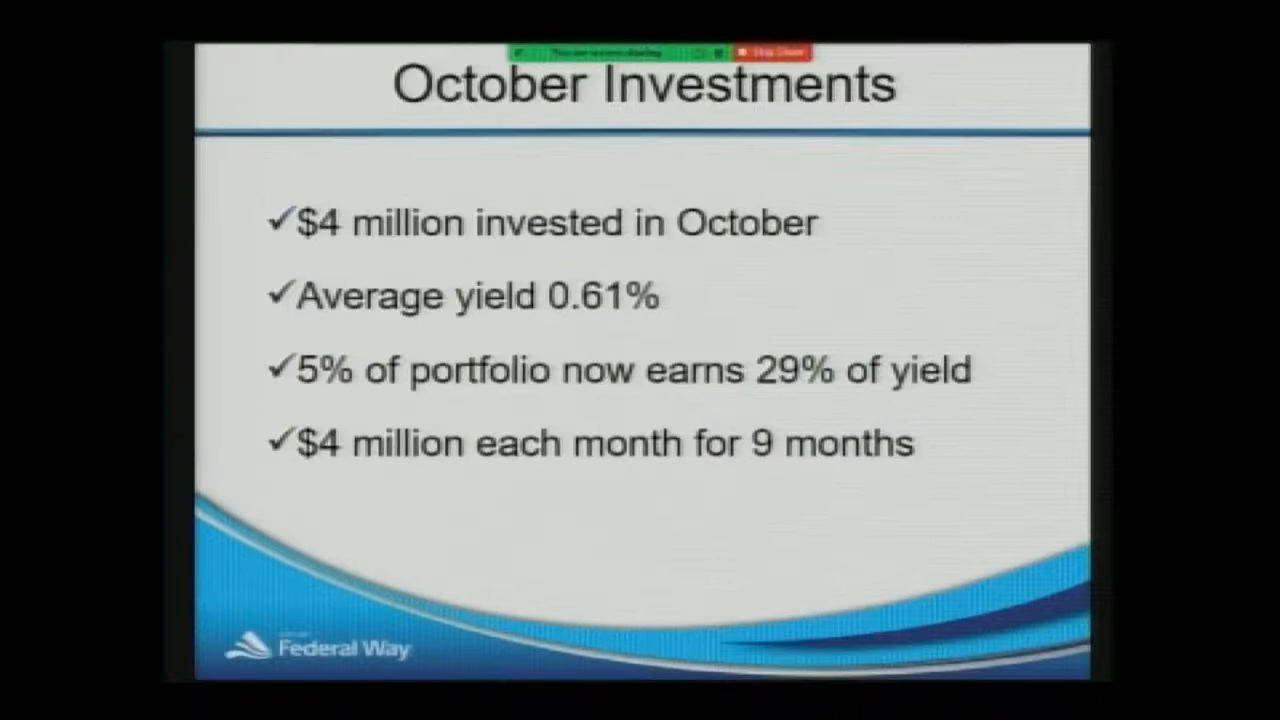 October Investments
✓$4 million invested in October
✓Average yield 0.61%
✓5% of portfolio now earns 29% of yield
✓$4 million each month for 9 months
Federal Way